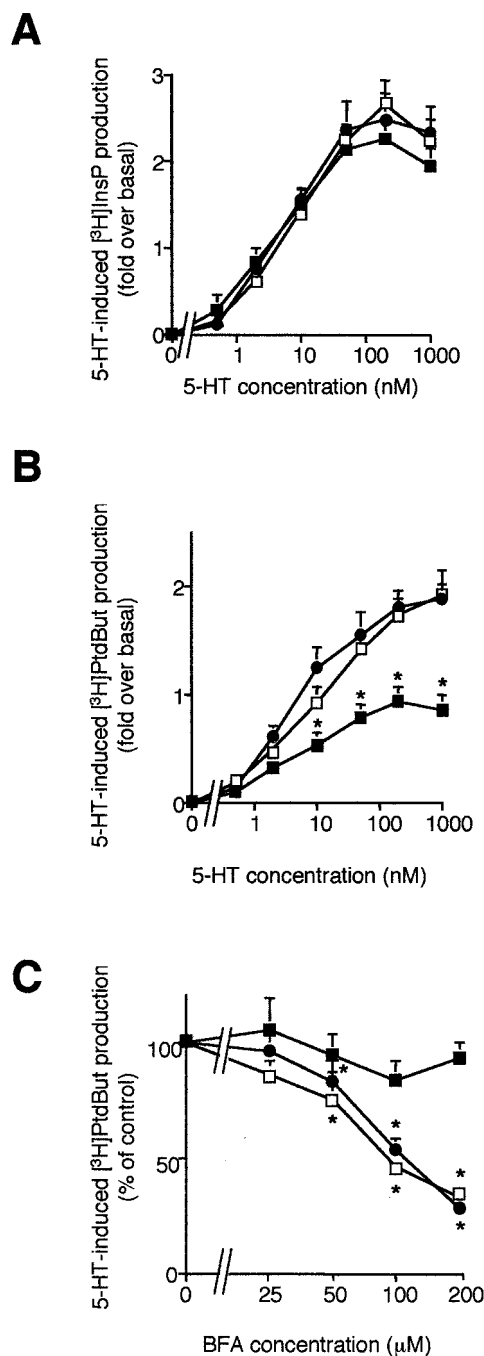 A
5-HT-induced [³H]InsP production
(fold over basal)
3
2
1
0
0 1 10 100 1000
5-HT concentration (nM)
B
5-HT-induced [³H]PtdBut production
(fold over basal)
2
1
0
* * * *
0 1 10 100 1000
5-HT concentration (nM)
C
5-HT-induced [³H]PtdBut production
(% of control)
100
50
0
* * * * * *
0 25 50 100 200
BFA concentration (μM)